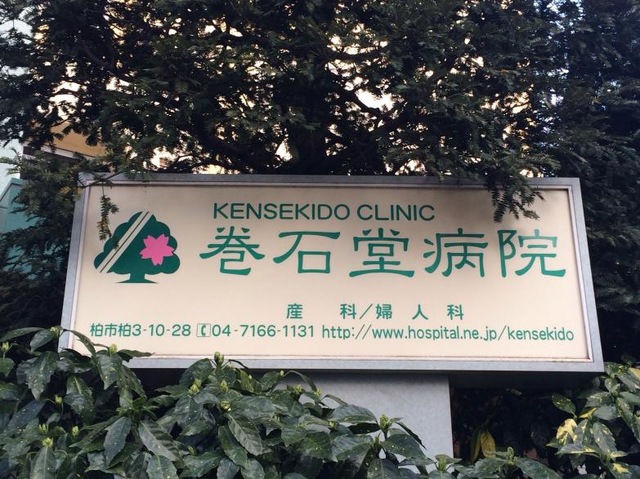 KENSEKIDO CLINIC
巻石堂病院
産 科/婦 人 科
柏市柏3-10-28 04-7166-1131 http://www.hospital.ne.jp/kensekido